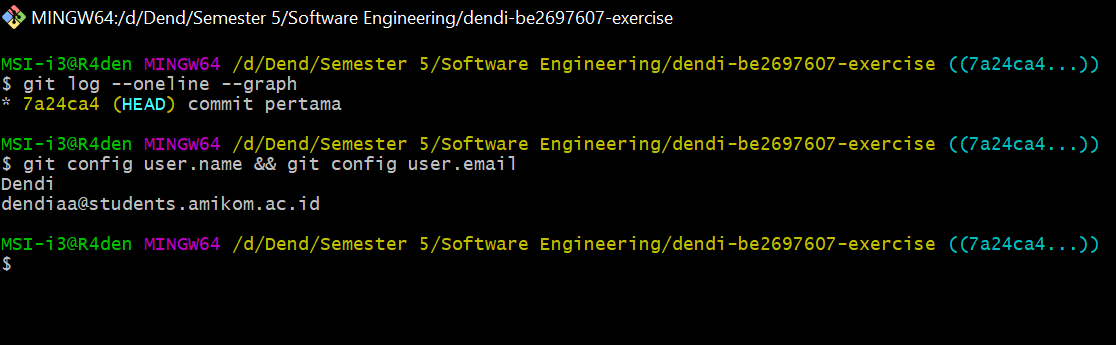 MINGW64:/d/Dend/Semester 5/Software Engineering/dendi-be2697607-exercise
MSI-i3@R4den MINGW64 /d/Dend/Semester 5/Software Engineering/dendi-be2697607-exercise ((7a24ca4...))
$ git log --oneline --graph
* 7a24ca4 (HEAD) commit pertama
MSI-i3@R4den MINGW64 /d/Dend/Semester 5/Software Engineering/dendi-be2697607-exercise ((7a24ca4...))
$ git config user.name && git config user.email
Dendi
dendiaa@students.amikom.ac.id
MSI-i3@R4den MINGW64 /d/Dend/Semester 5/Software Engineering/dendi-be2697607-exercise ((7a24ca4...))
$